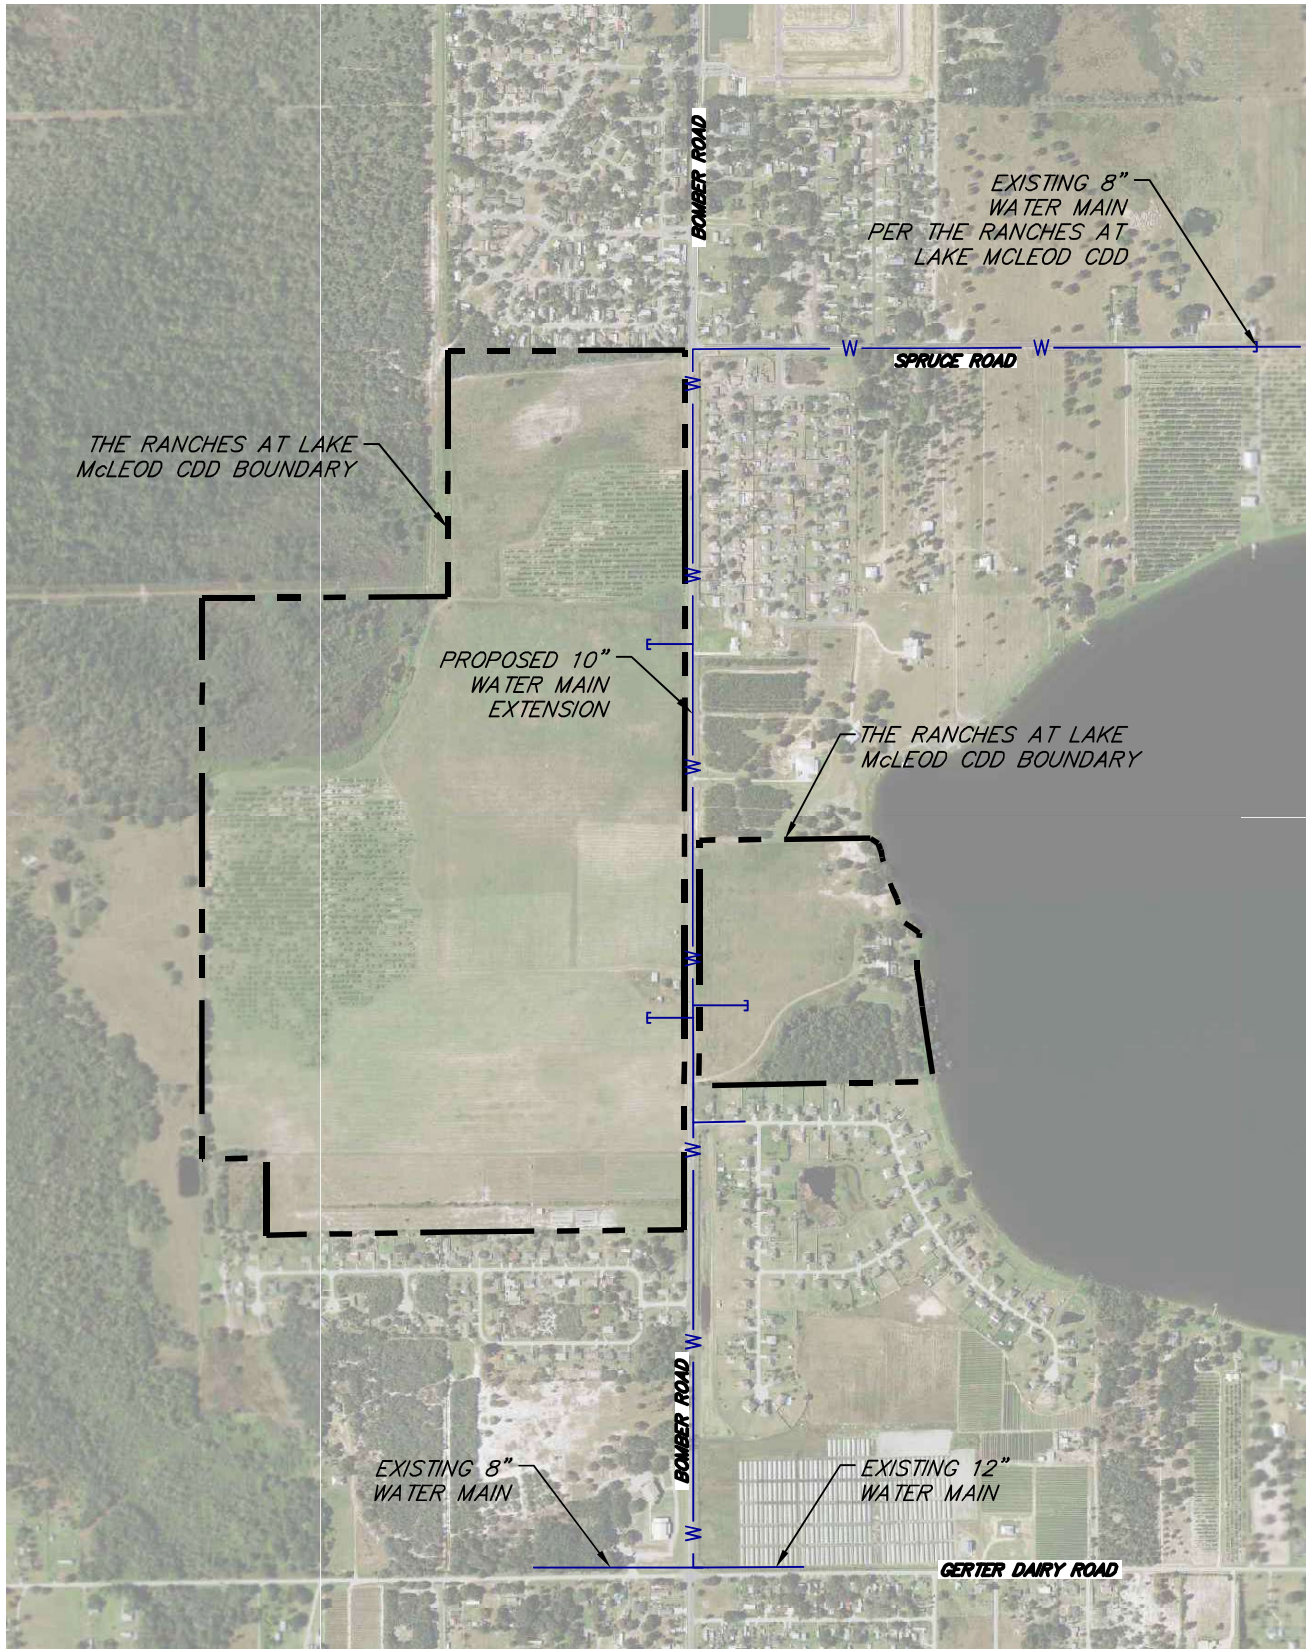 BOMBER ROAD
EXISTING 8"
WATER MAIN
PER THE RANCHES AT
LAKE MCLEOD CDD
W
W
SPRUCE ROAD
W
THE RANCHES AT LAKE
McLEOD CDD BOUNDARY
W
PROPOSED 10"
WATER MAIN
EXTENSION
THE RANCHES AT LAKE
McLEOD CDD BOUNDARY
W
W
W
W
BOMBER ROAD
EXISTING 8"
WATER MAIN
EXISTING 12"
WATER MAIN
W
GERTER DAIRY ROAD